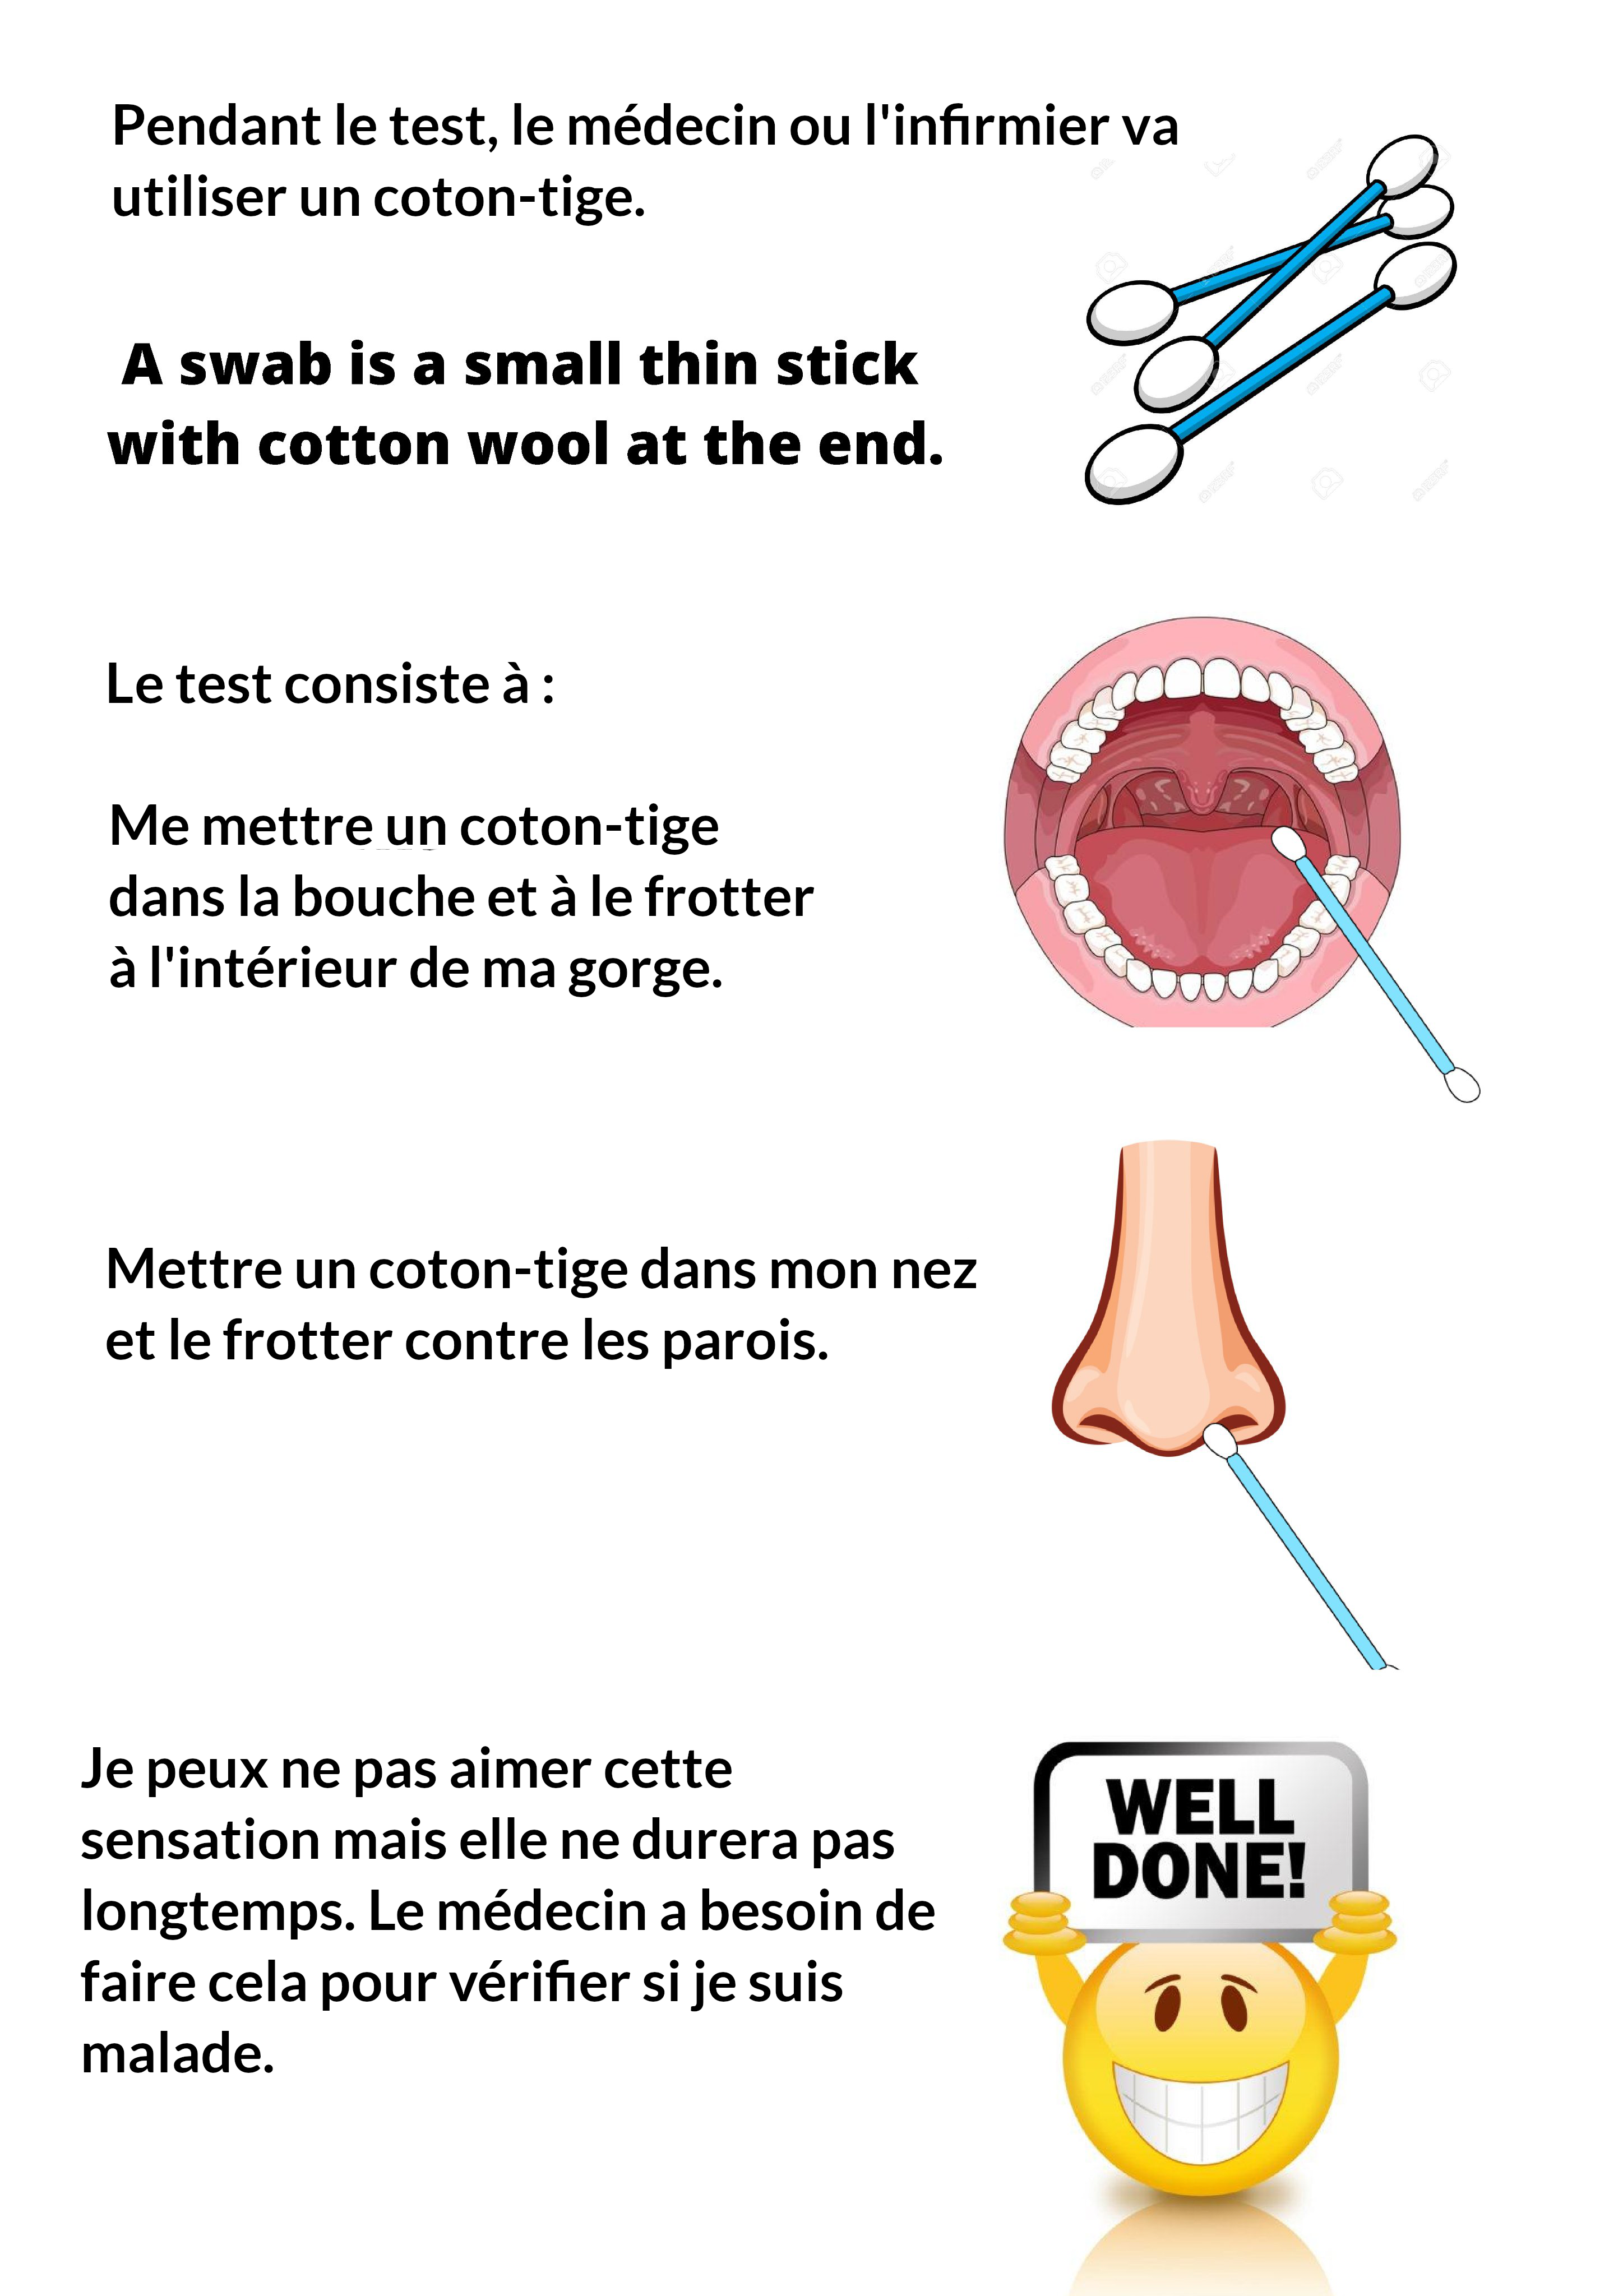 Pendant le test, le médecin ou l'infirmier va
utiliser un coton-tige.
A swab is a small thin stick
with cotton wool at the end.
Le test consiste à :
Me mettre un coton-tige
dans la bouche et à le frotter
à l'intérieur de ma gorge.
Mettre un coton-tige dans mon nez
et le frotter contre les parois.
Je peux ne pas aimer cette
sensation mais elle ne durera pas
longtemps. Le médecin a besoin de
faire cela pour vérifier si je suis
malade.
WELL
DONE!